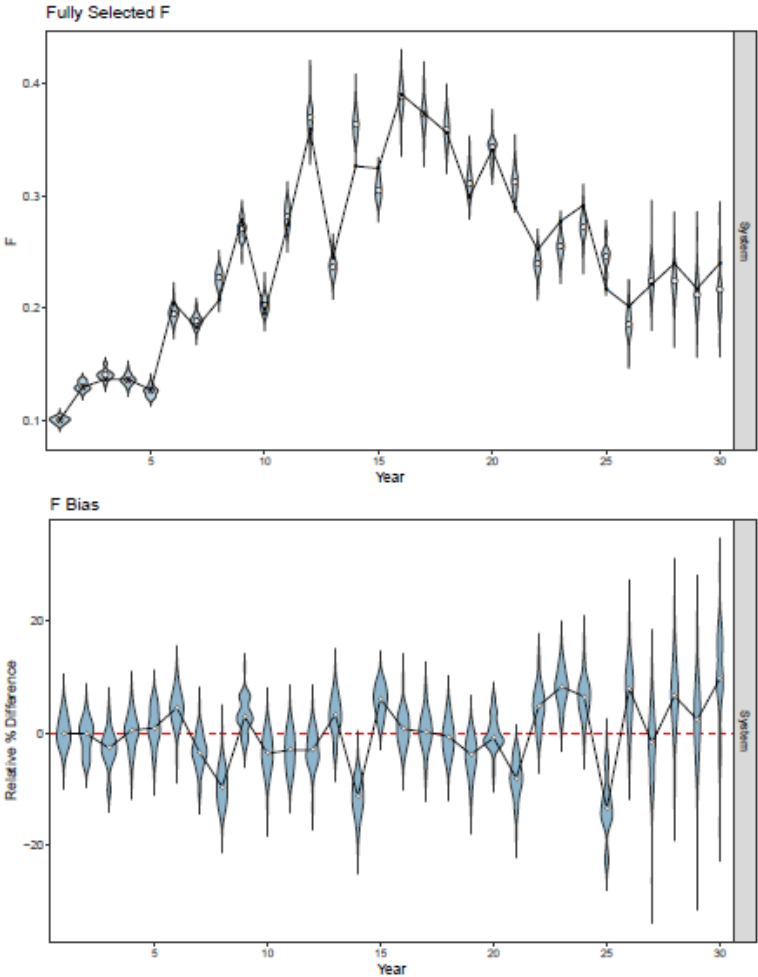 Fully Selected F
0.4
0.3
0.2
0.1
F
System
5 10 15 20 25 30
Year
F Bias
20
0
−20
Relative % Difference
System
5 10 15 20 25 30
Year